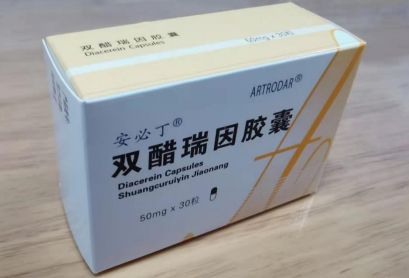 双醋瑞因胶囊
Diacerein Capsules
50mg x 30粒
ARTRODAR®
安必丁®
双醋瑞因胶囊
Diacerein Capsules
Shuangcuruiyin Jiaonang
50mg x 30粒